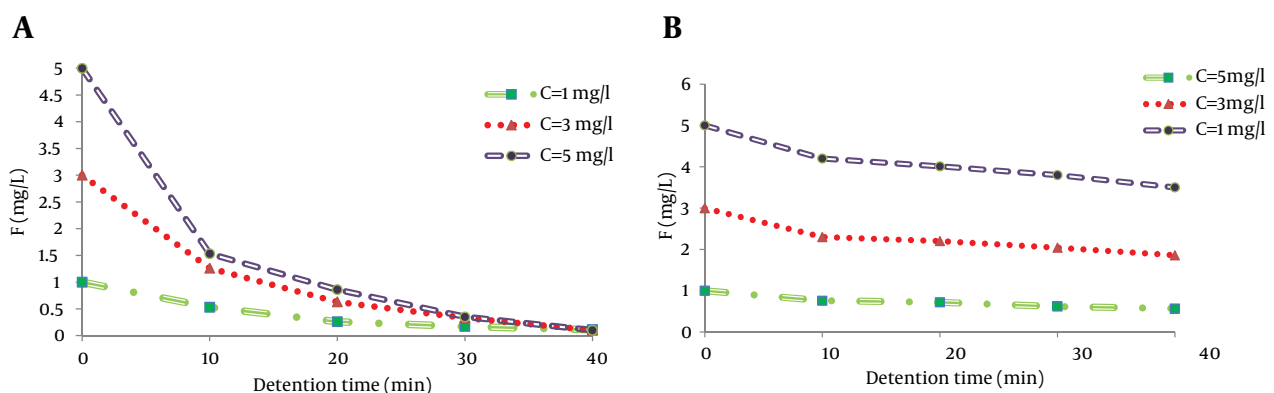 A
5
4.5
4
3.5
3
2.5
2
1.5
1
0.5
0
F (mg/L)
0 10 20 30 40
Detention time (min)
C=1 mg/l
C=3 mg/l
C=5 mg/l
B
6
5
4
3
2
1
0
F (mg/L)
0 10 20 30 40
Detention time (min)
C=5mg/l
C=3mg/l
C=1 mg/l